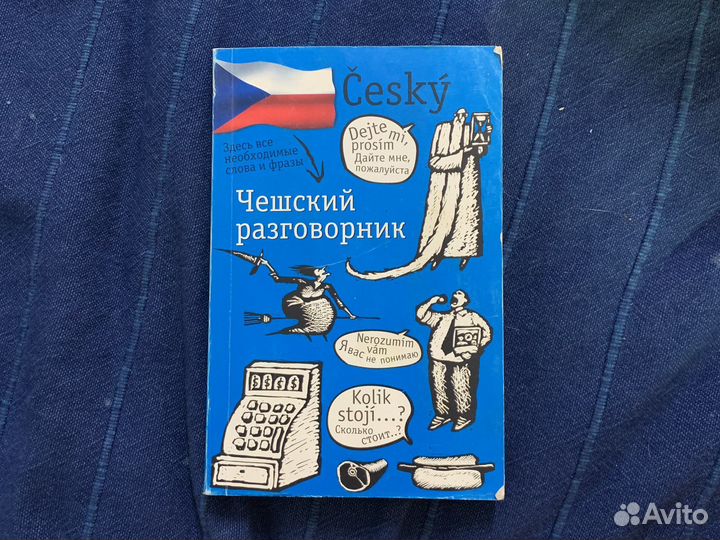 Český
Здесь все
необходимые
слова и фразы
Dejte mi,
prosím
Дайте мне,
пожалуйста
Чешский
разговорник
Nerozumím
vám
Я вас не понимаю
Kolik
stojí...?
Сколько
стоит..?
$ $ $ $
Avito